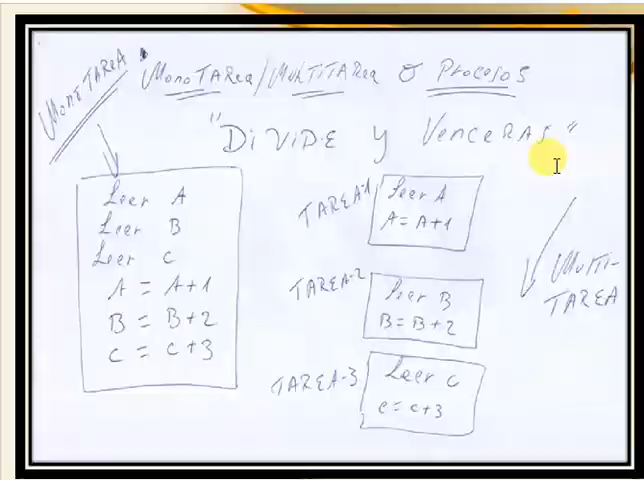 MONOTAREA
MonoTARea/MultiTARea O Procesos
"DiViDE y VenceRAS"
Leer A
Leer B
Leer C
A = A+1
B = B+2
C = C+3
TAREA-1
Leer A
A = A+1
TAREA-2
Leer B
B = B+2
TAREA-3
Leer C
C = C+3
Multi-
TAREA